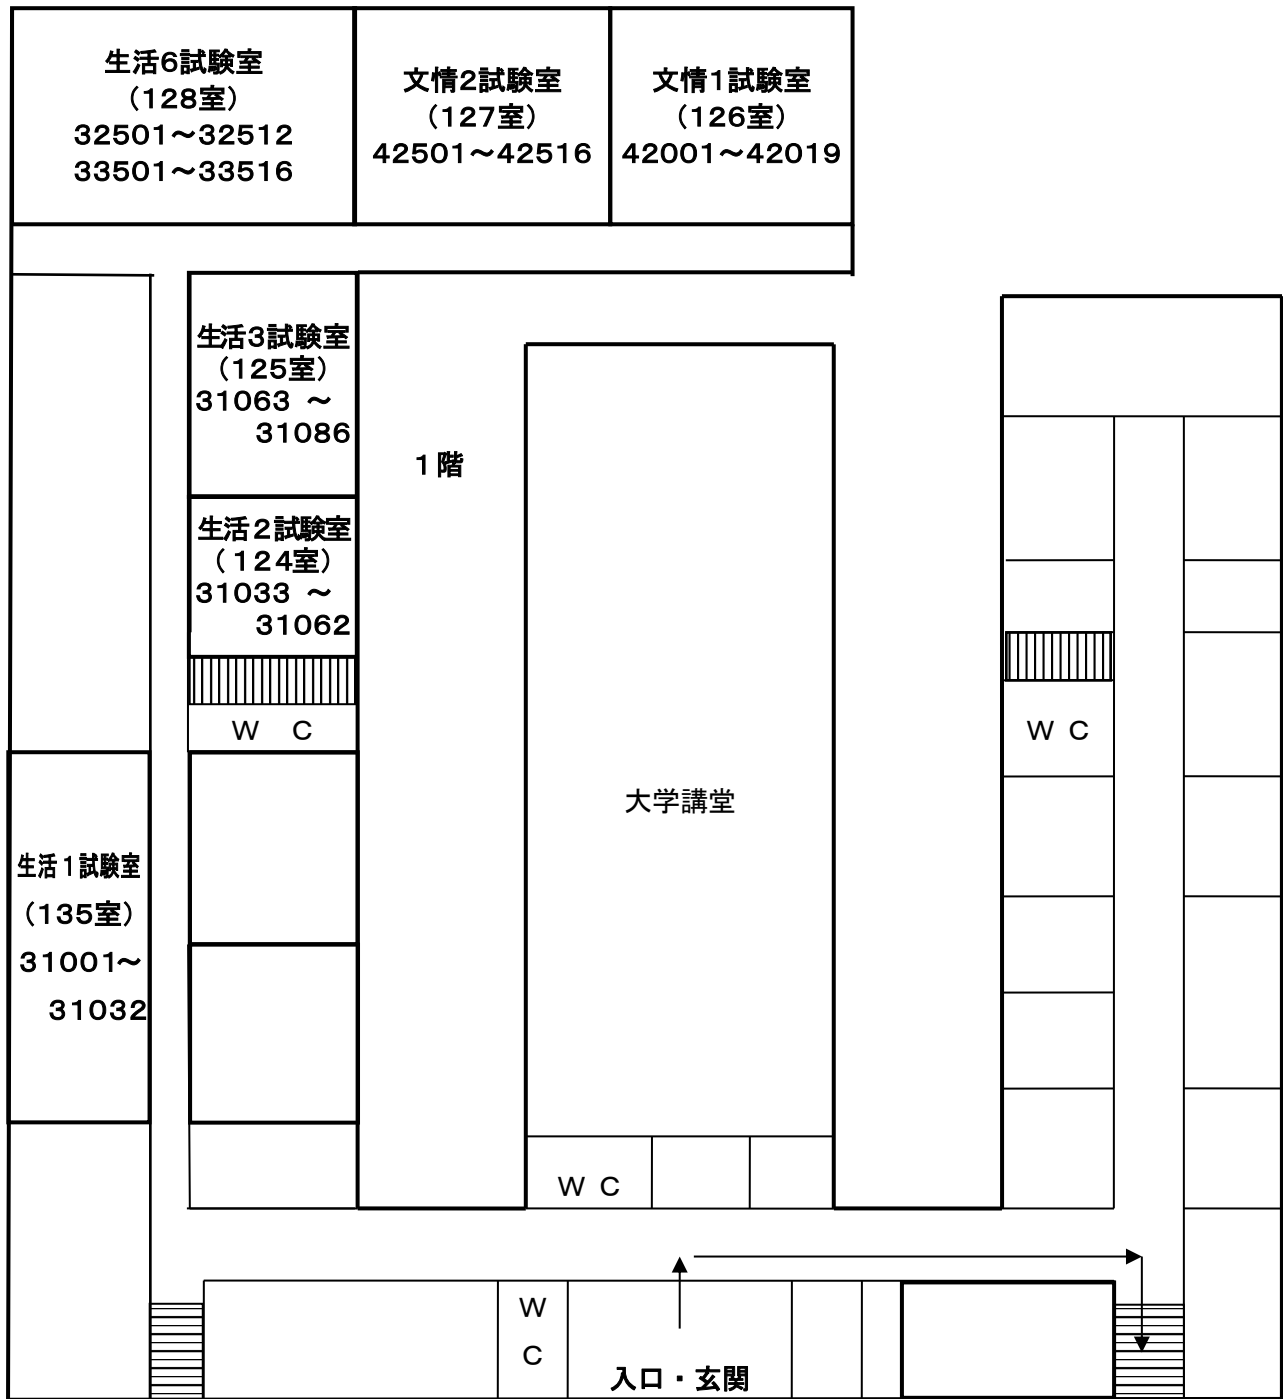 生活6試験室
（128室）
32501～32512
33501～33516
文情2試験室
（127室）
42501～42516
文情1試験室
（126室）
42001～42019
生活3試験室
（125室）
31063 ～
31086
1階
生活2試験室
（124室）
31033 ～
31062
W C
W C
大学講堂
生活1試験室
（135室）
31001～
31032
W C
W
C
入口・玄関